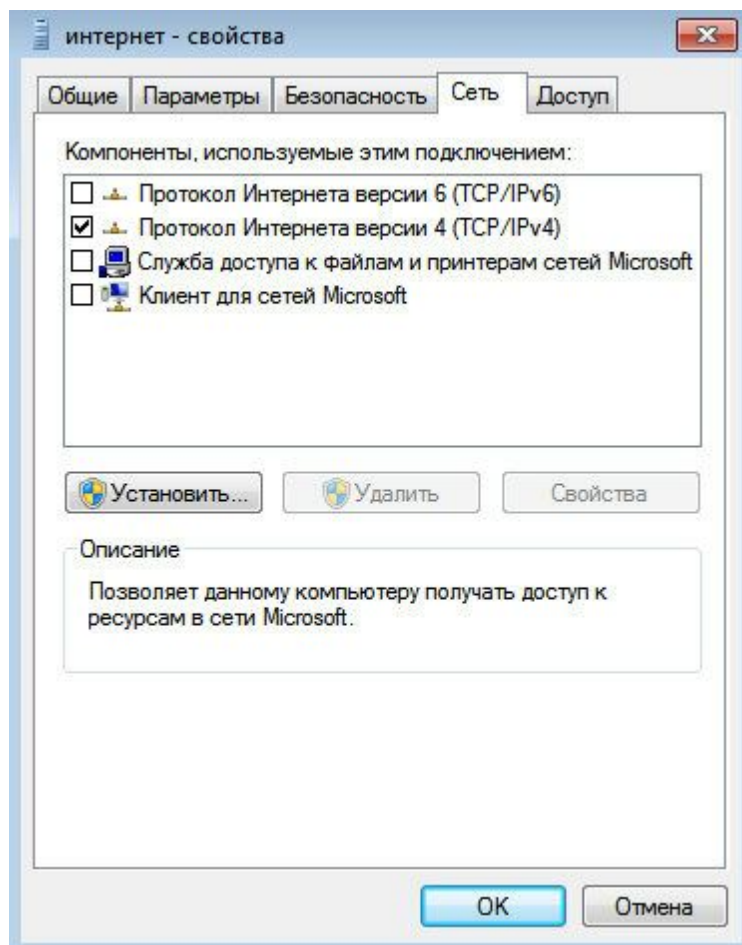 интернет - свойства
Общие Параметры Безопасность Сеть Доступ
Компоненты, используемые этим подключением:
Протокол Интернета версии 6 (TCP/IPv6)
Протокол Интернета версии 4 (TCP/IPv4)
Служба доступа к файлам и принтерам сетей Microsoft
Клиент для сетей Microsoft
Установить... Удалить Свойства
Описание
Позволяет данному компьютеру получать доступ к
ресурсам в сети Microsoft.
OK Отмена